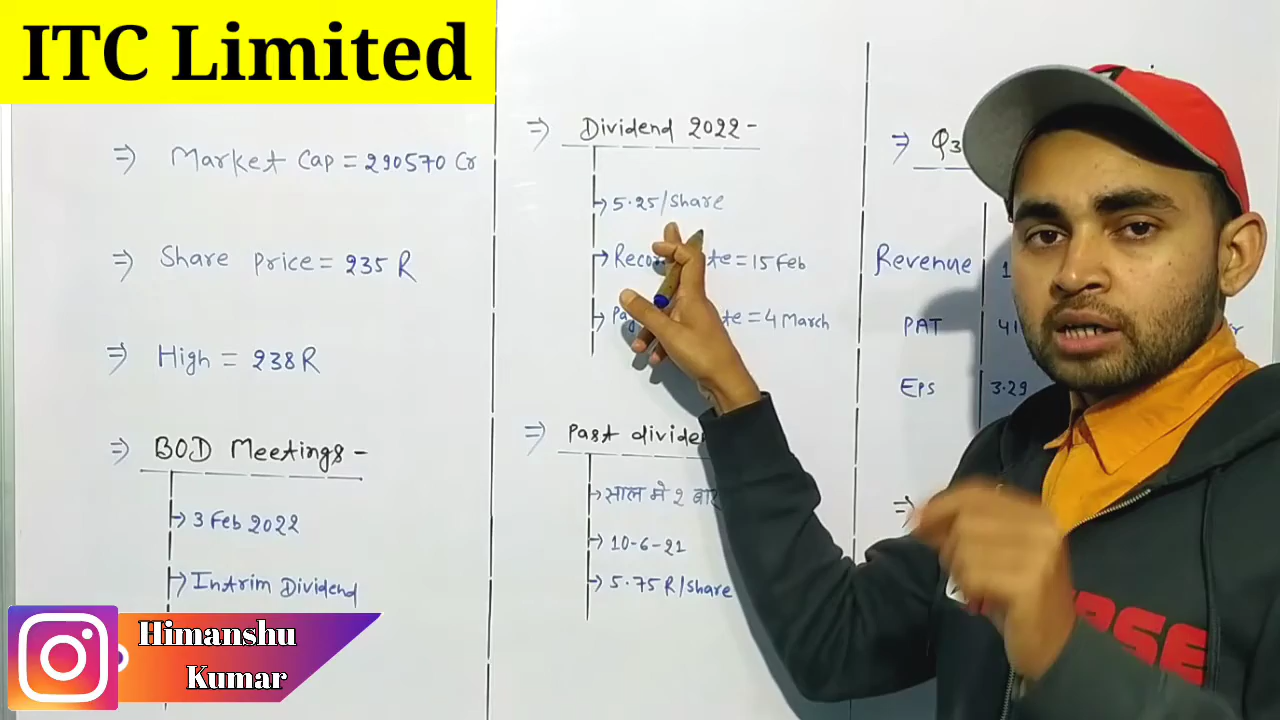 ITC Limited
⇒ Market Cap = 290570 Cr
⇒ Share Price = 235 R
⇒ High = 238 R
⇒ BOD Meetings -
→ 3 Feb 2022
→ Intrim Dividend
Himanshu
Kumar
⇒ Dividend 2022 -
→ 5.25/share
→ = 15 Feb
→ = 4 March
⇒ Past
→ साल मे 2 बार
→ 10-6-21
→ 5.75 R/share
⇒ Q3
Revenue
PAT
EPS 3.29
⇒